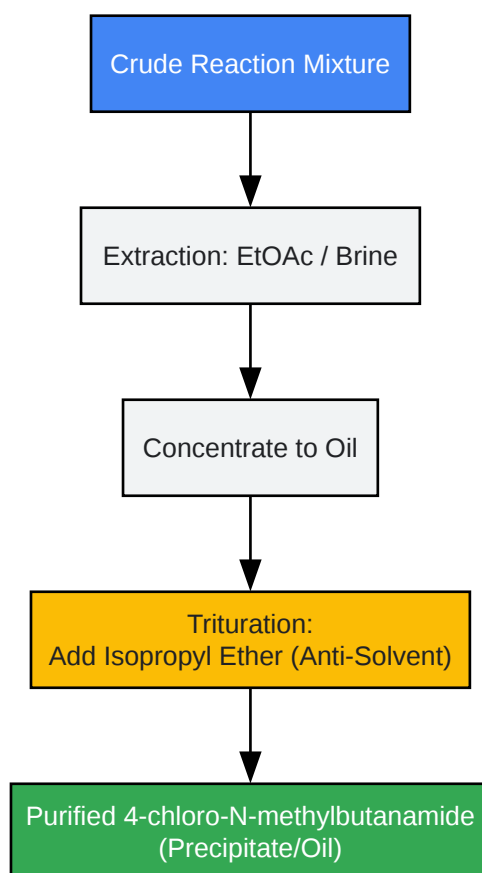 Crude Reaction Mixture
Extraction: EtOAc / Brine
Concentrate to Oil
Trituration:
Add Isopropyl Ether (Anti-Solvent)
Purified 4-chloro-N-methylbutanamide
(Precipitate/Oil)